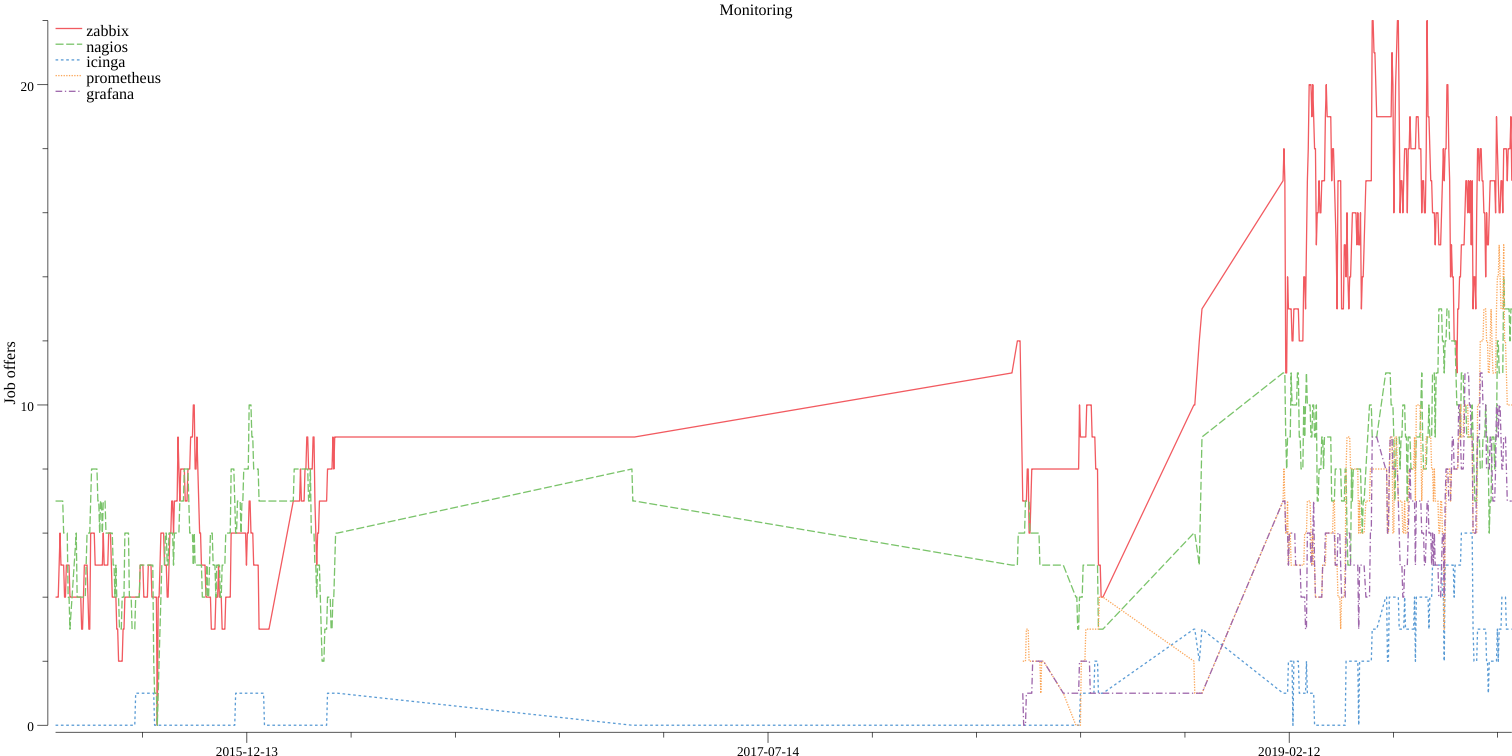 Monitoring
zabbix
nagios
icinga
prometheus
grafana
20
10
0
Job offers
2015-12-13
2017-07-14
2019-02-12